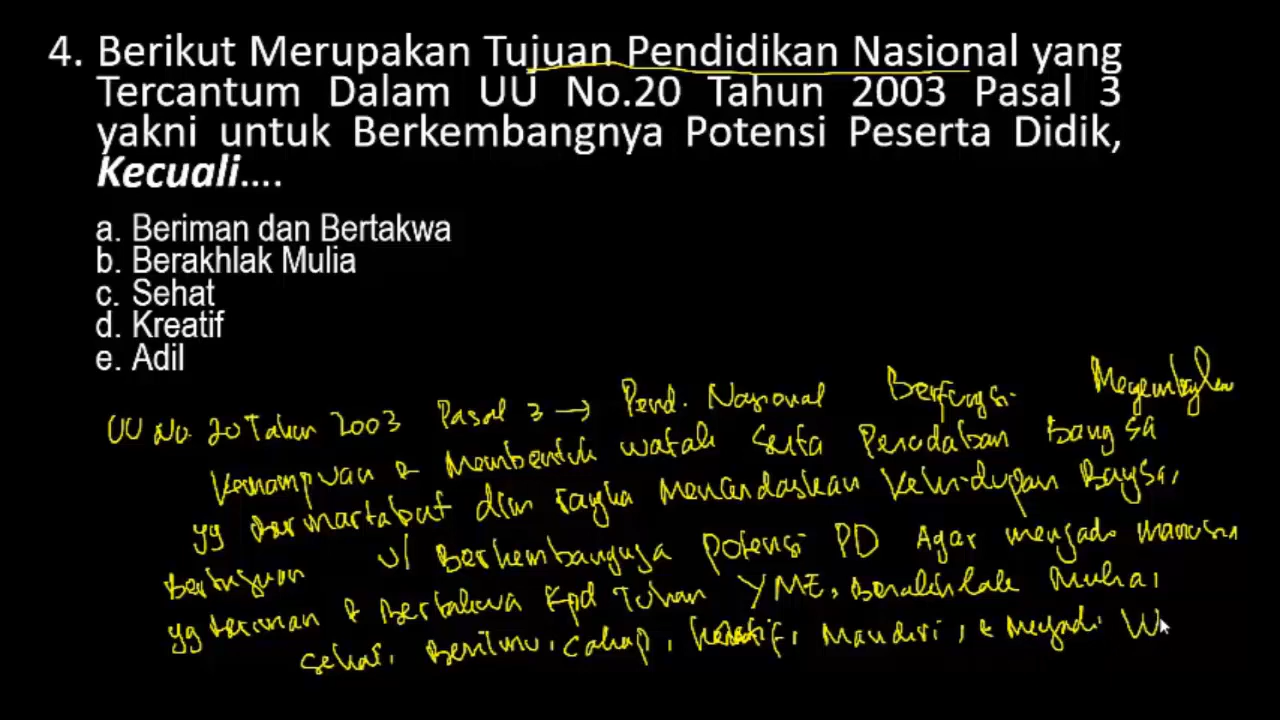 4. Berikut Merupakan Tujuan Pendidikan Nasional yang
Tercantum Dalam UU No.20 Tahun 2003 Pasal 3
yakni untuk Berkembangnya Potensi Peserta Didik,
Kecuali....
a. Beriman dan Bertakwa
b. Berakhlak Mulia
c. Sehat
d. Kreatif
e. Adil
UU No. 20 Tahun 2003 Pasal 3 → Pend. Nasional Berfungsi
Kemampuan & Membentuk watak Serta Peradaban Bangsa
yg Bermartabat dlm rangka Mencerdaskan Kehidupan Bangsa,
Bertujuan u/ Berkembangnya Potensi PD Agar menjadi manusia
yg beriman & Bertakwa Kpd Tuhan YME, Berakhlak Mulia,
Sehat, Berilmu, Cakap, kreatif, Mandiri, & Menjadi W